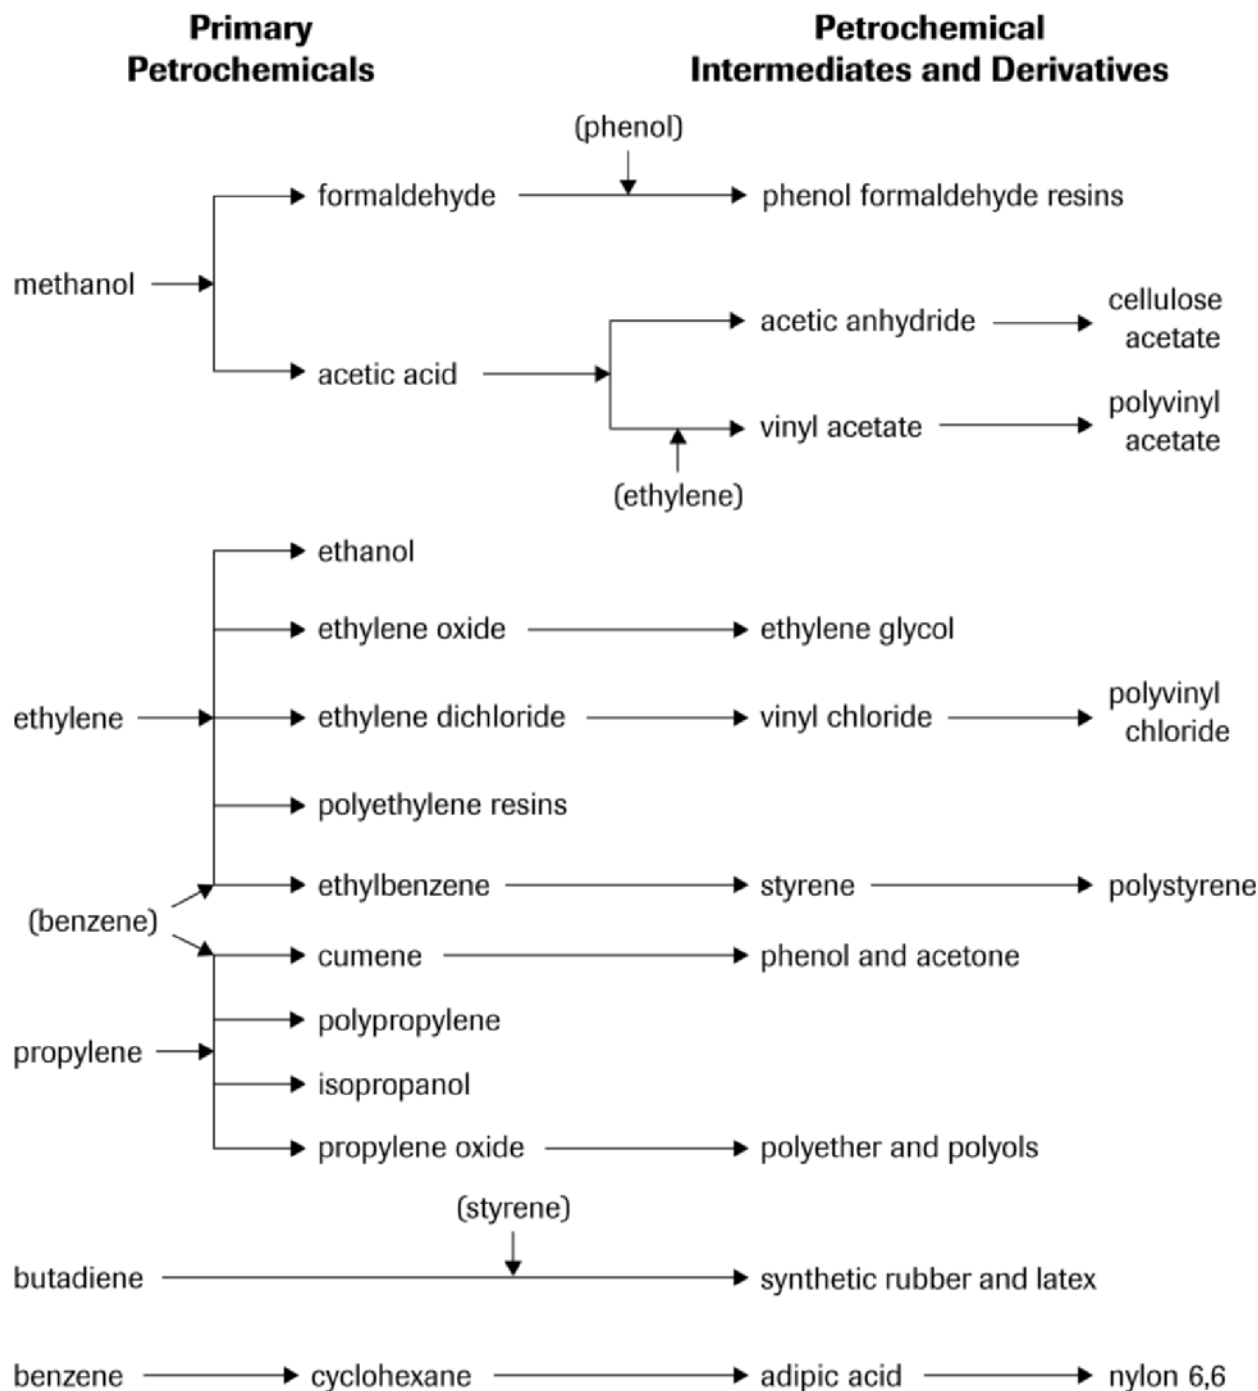 Primary
Petrochemicals
Petrochemical
Intermediates and Derivatives
(phenol)
formaldehyde
phenol formaldehyde resins
methanol
acetic acid
acetic anhydride
cellulose
acetate
vinyl acetate
polyvinyl
acetate
(ethylene)
ethanol
ethylene oxide
ethylene glycol
ethylene
ethylene dichloride
vinyl chloride
polyvinyl
chloride
polyethylene resins
ethylbenzene
styrene
polystyrene
(benzene)
cumene
phenol and acetone
polypropylene
propylene
isopropanol
propylene oxide
polyether and polyols
(styrene)
butadiene
synthetic rubber and latex
benzene
cyclohexane
adipic acid
nylon 6,6